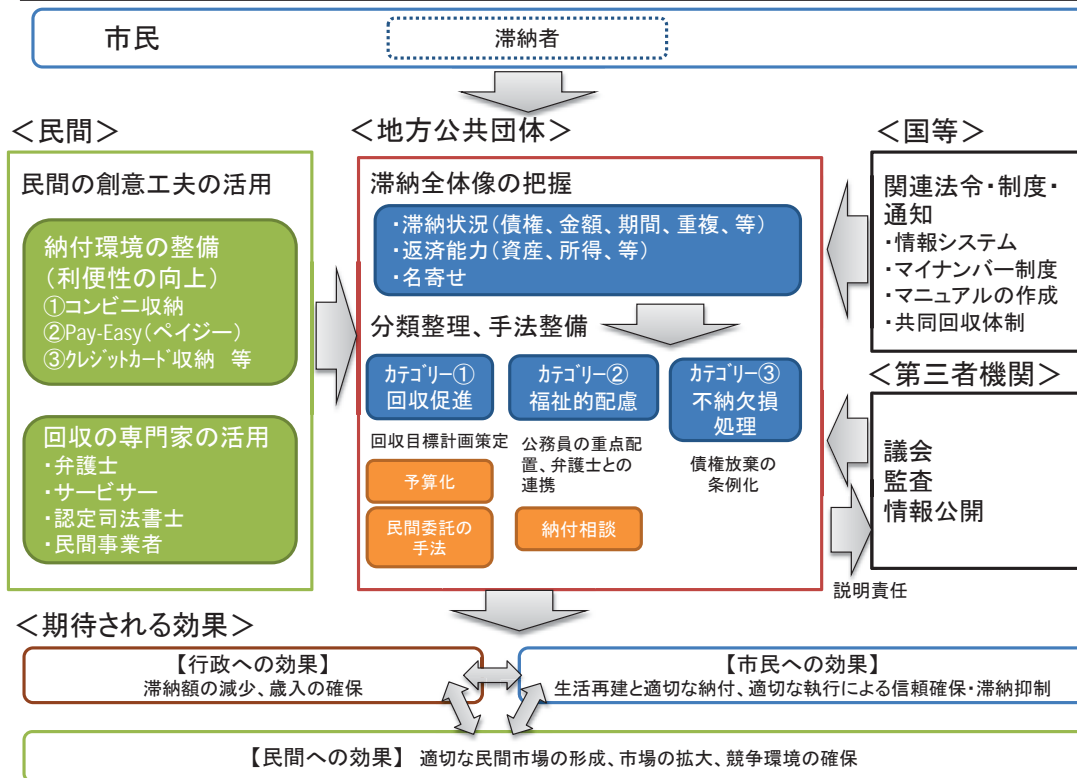 市民
滞納者
＜民間＞
民間の創意工夫の活用
納付環境の整備
（利便性の向上）
①コンビニ収納
②Pay-Easy（ペイジー）
③ｸﾚｼﾞｯﾄｶｰﾄﾞ収納　等
回収の専門家の活用
・弁護士
・サービサー
・認定司法書士
・民間事業者
＜地方公共団体＞
滞納全体像の把握
・滞納状況（債権、金額、期間、重複、等）
・返済能力（資産、所得、等）
・名寄せ
分類整理、手法整備
ｶﾃｺﾞﾘｰ①
回収促進
回収目標計画策定
予算化
民間委託の
手法
ｶﾃｺﾞﾘｰ②
福祉的配慮
公務員の重点配
置、弁護士との
連携
納付相談
ｶﾃｺﾞﾘｰ③
不納欠損
処理
債権放棄の
条例化
＜国等＞
関連法令・制度・
通知
・情報システム
・マイナンバー制度
・マニュアルの作成
・共同回収体制
＜第三者機関＞
議会
監査
情報公開
説明責任
＜期待される効果＞
【行政への効果】
滞納額の減少、歳入の確保
【市民への効果】
生活再建と適切な納付、適切な執行による信頼確保・滞納抑制
【民間への効果】 適切な民間市場の形成、市場の拡大、競争環境の確保